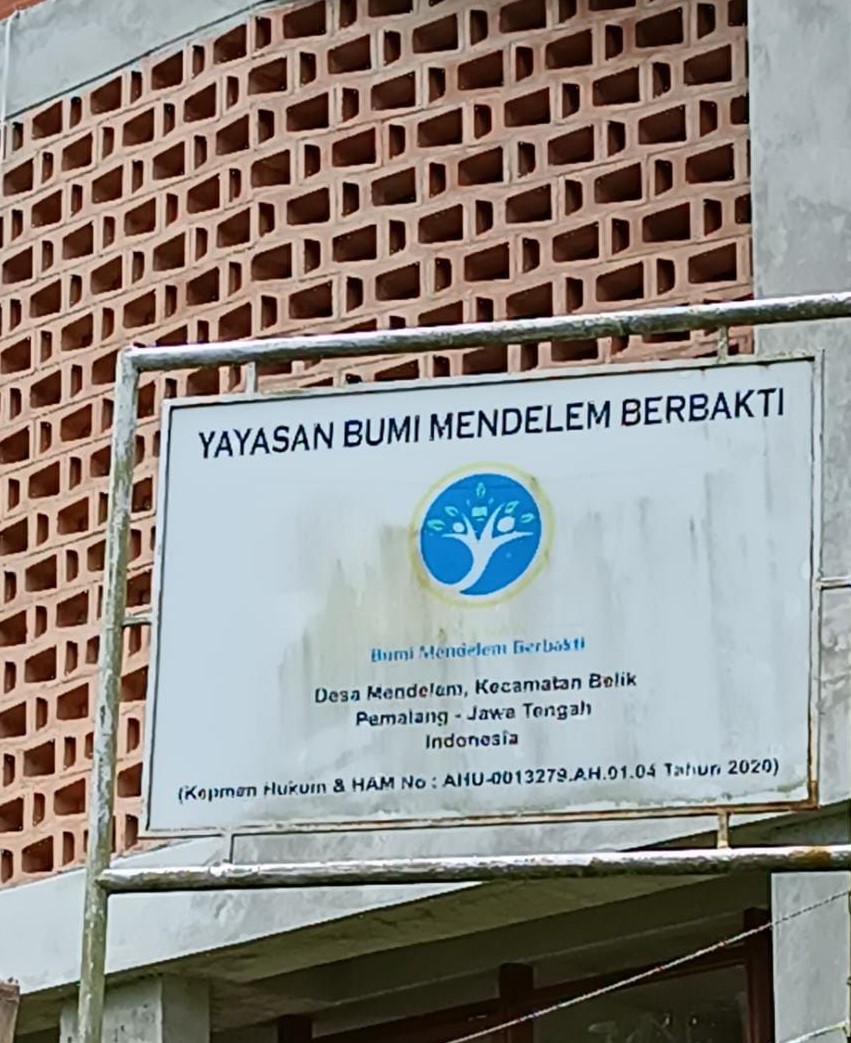 YAYASAN BUMI MENDELEM BERBAKTI
Bumi Mendelem Berbakti
Desa Mendelem, Kecamatan Belik
Pemalang - Jawa Tengah
Indonesia
(Kepmen Hukum & HAM No : AHU-0013279.AH.01.04 Tahun 2020)